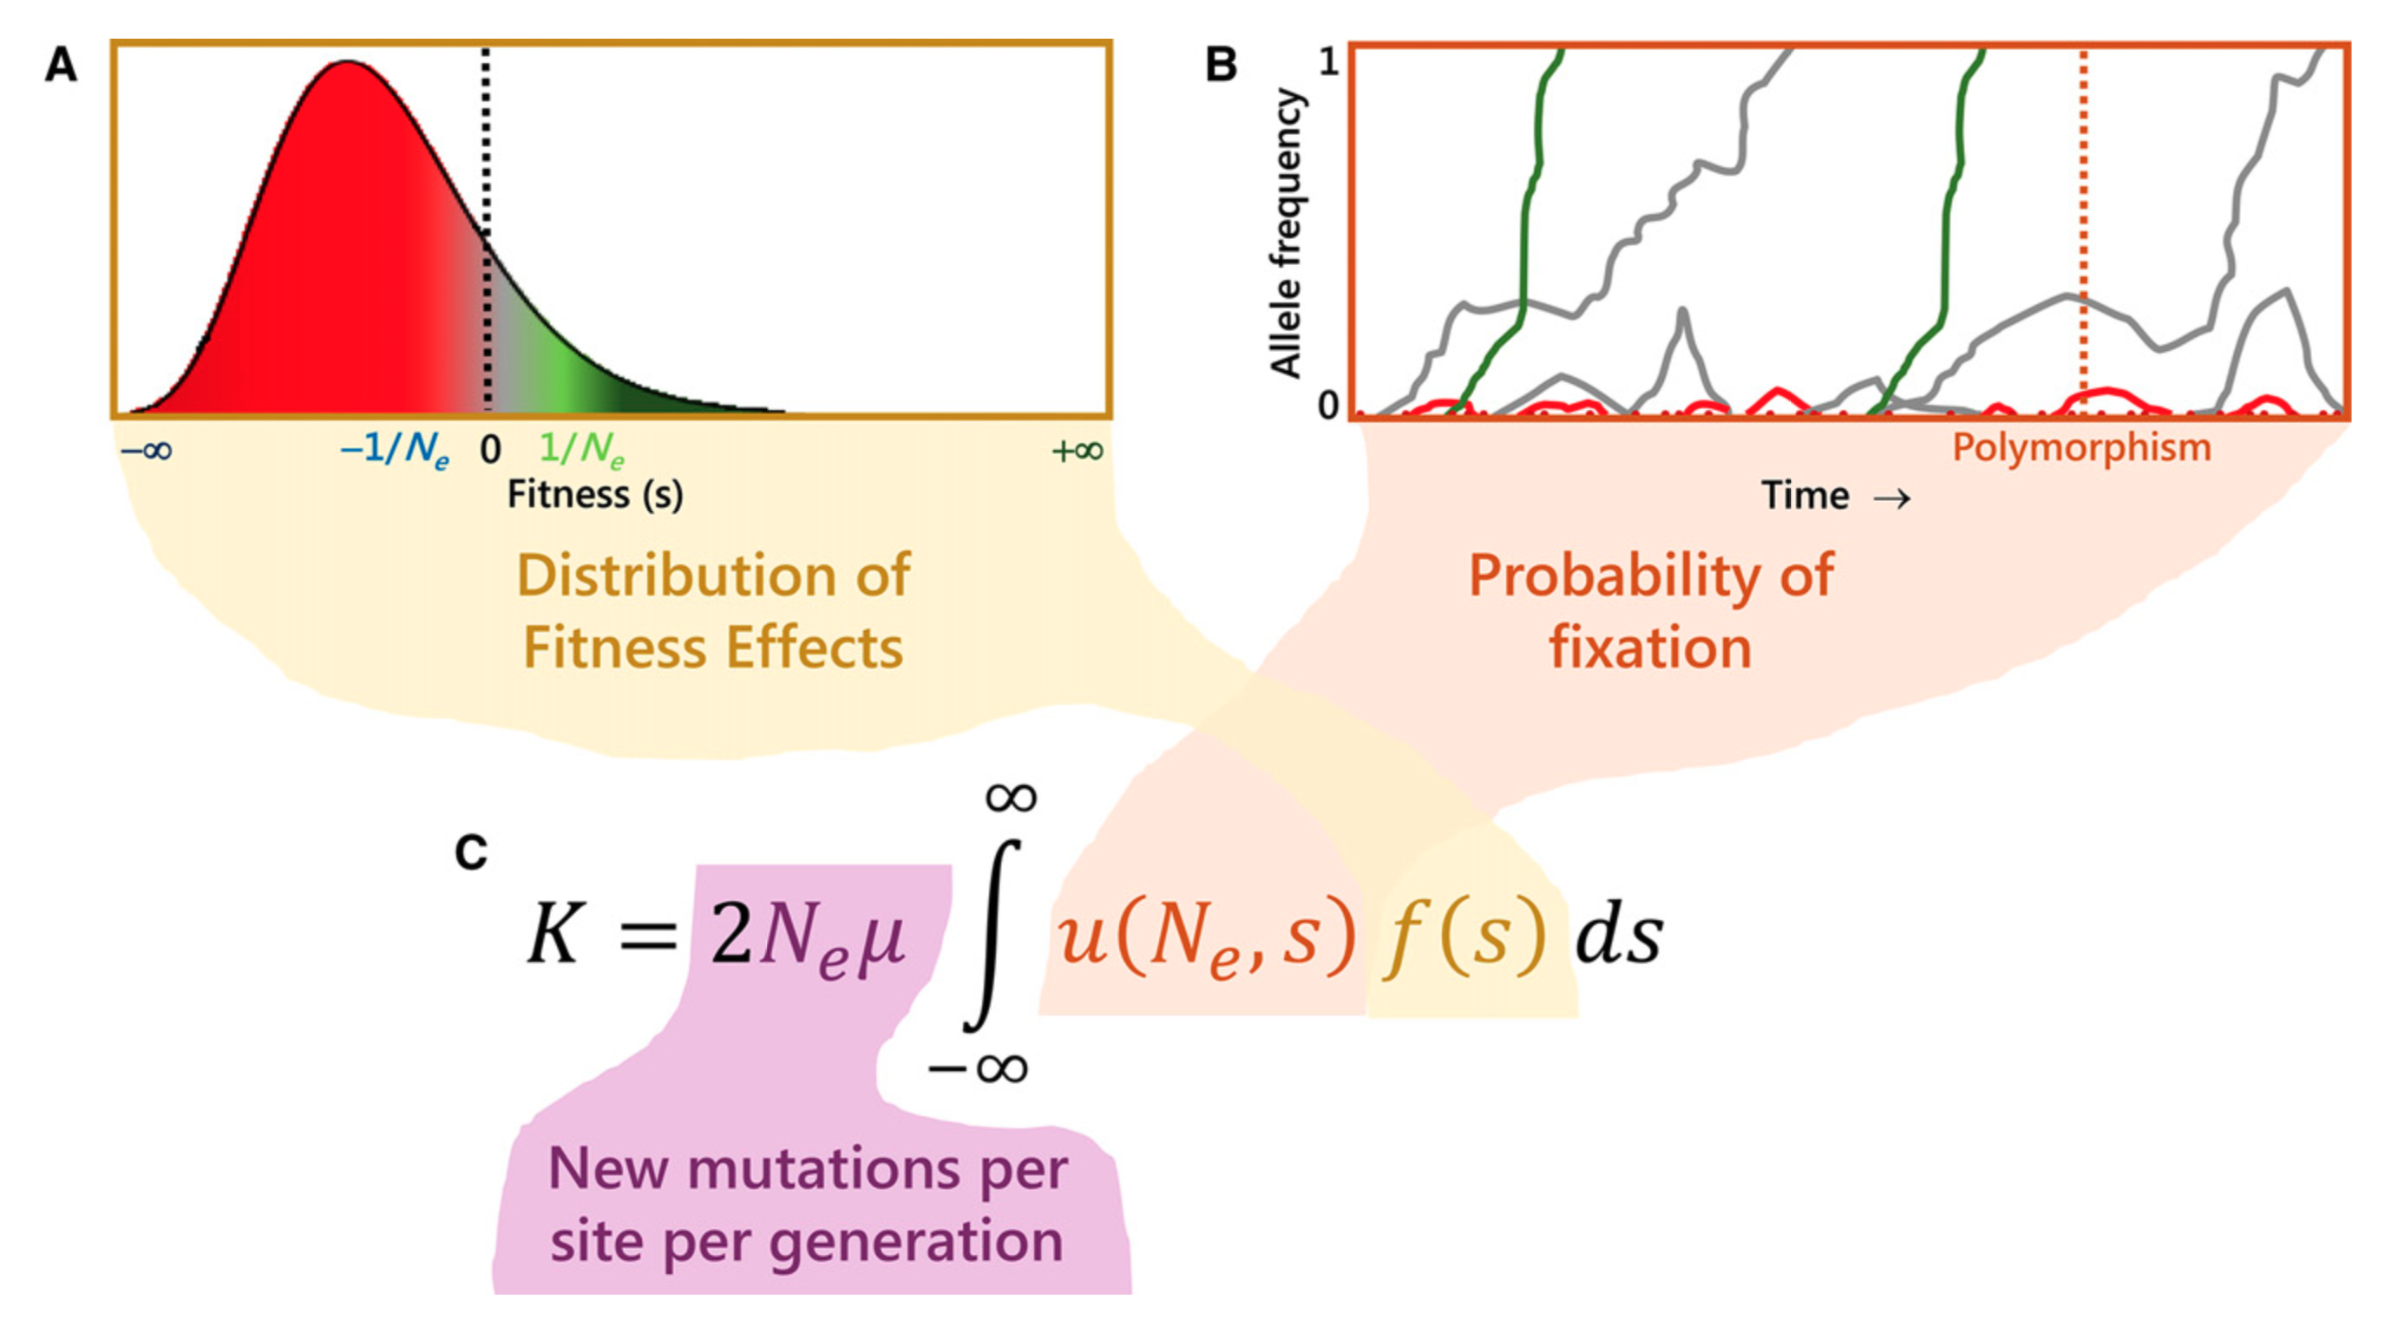 A
−∞ −1/Nₑ 0 1/Nₑ +∞
Fitness (s)
Distribution of
Fitness Effects
B
1
Allele frequency
0
Polymorphism
Time →
Probability of
fixation
C
K = 2Nₑμ ∫_{−∞}^{∞} u(Nₑ, s) f(s) ds
New mutations per
site per generation